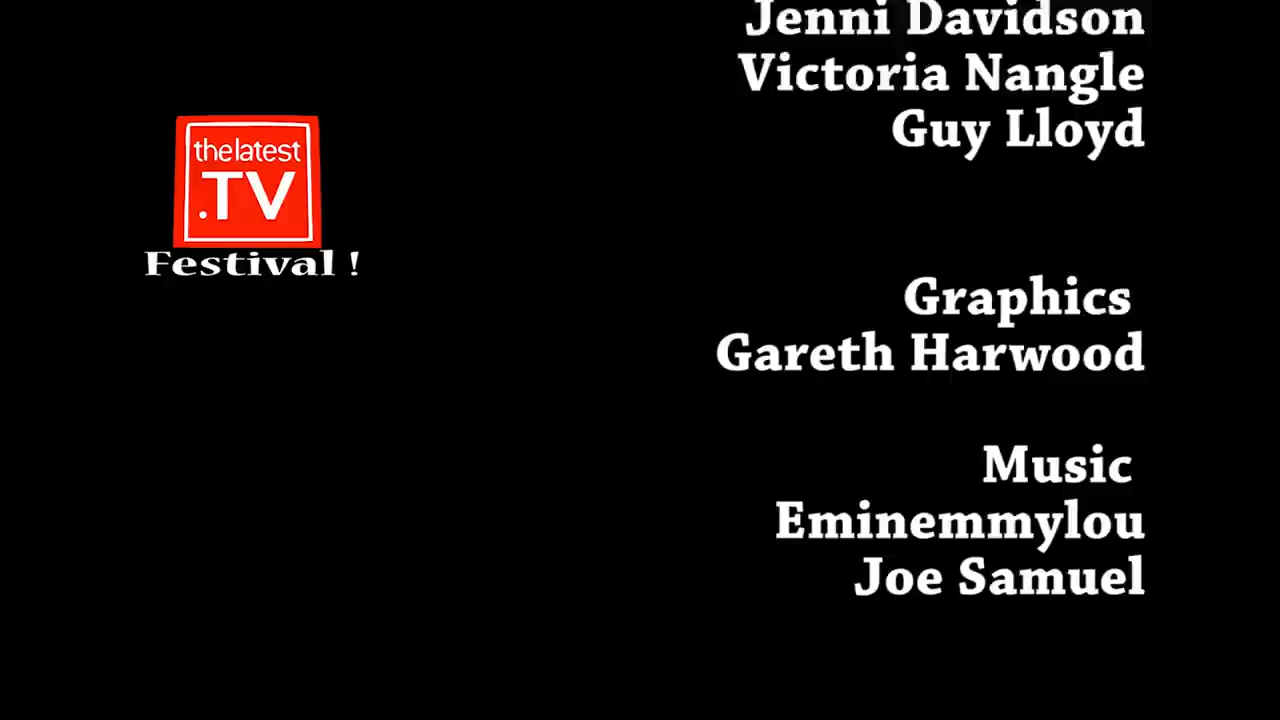 Jenni Davidson
Victoria Nangle
Guy Lloyd
thelatest
.TV
Festival !
Graphics
Gareth Harwood
Music
Eminemmylou
Joe Samuel